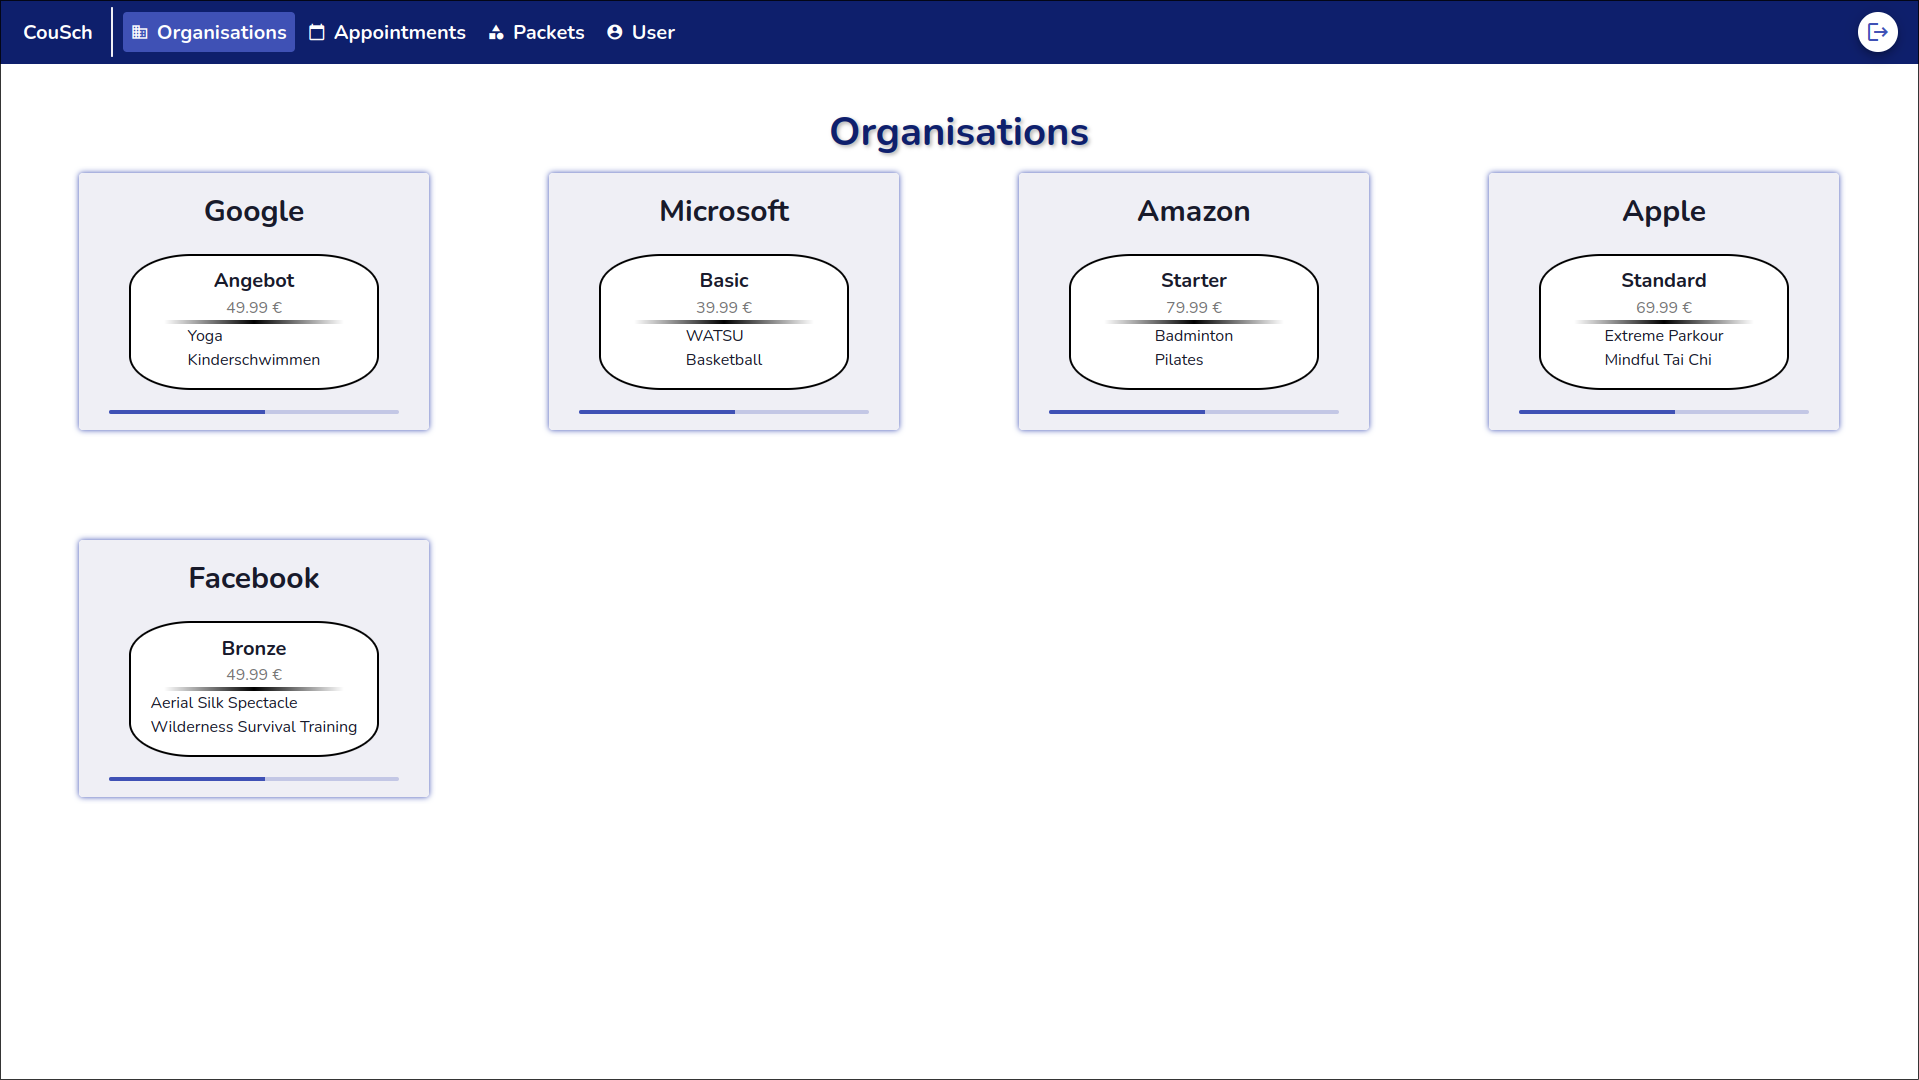 CouSch Organisations Appointments Packets User
Organisations
Google
Angebot
49.99 €
Yoga
Kinderschwimmen
Microsoft
Basic
39.99 €
WATSU
Basketball
Amazon
Starter
79.99 €
Badminton
Pilates
Apple
Standard
69.99 €
Extreme Parkour
Mindful Tai Chi
Facebook
Bronze
49.99 €
Aerial Silk Spectacle
Wilderness Survival Training